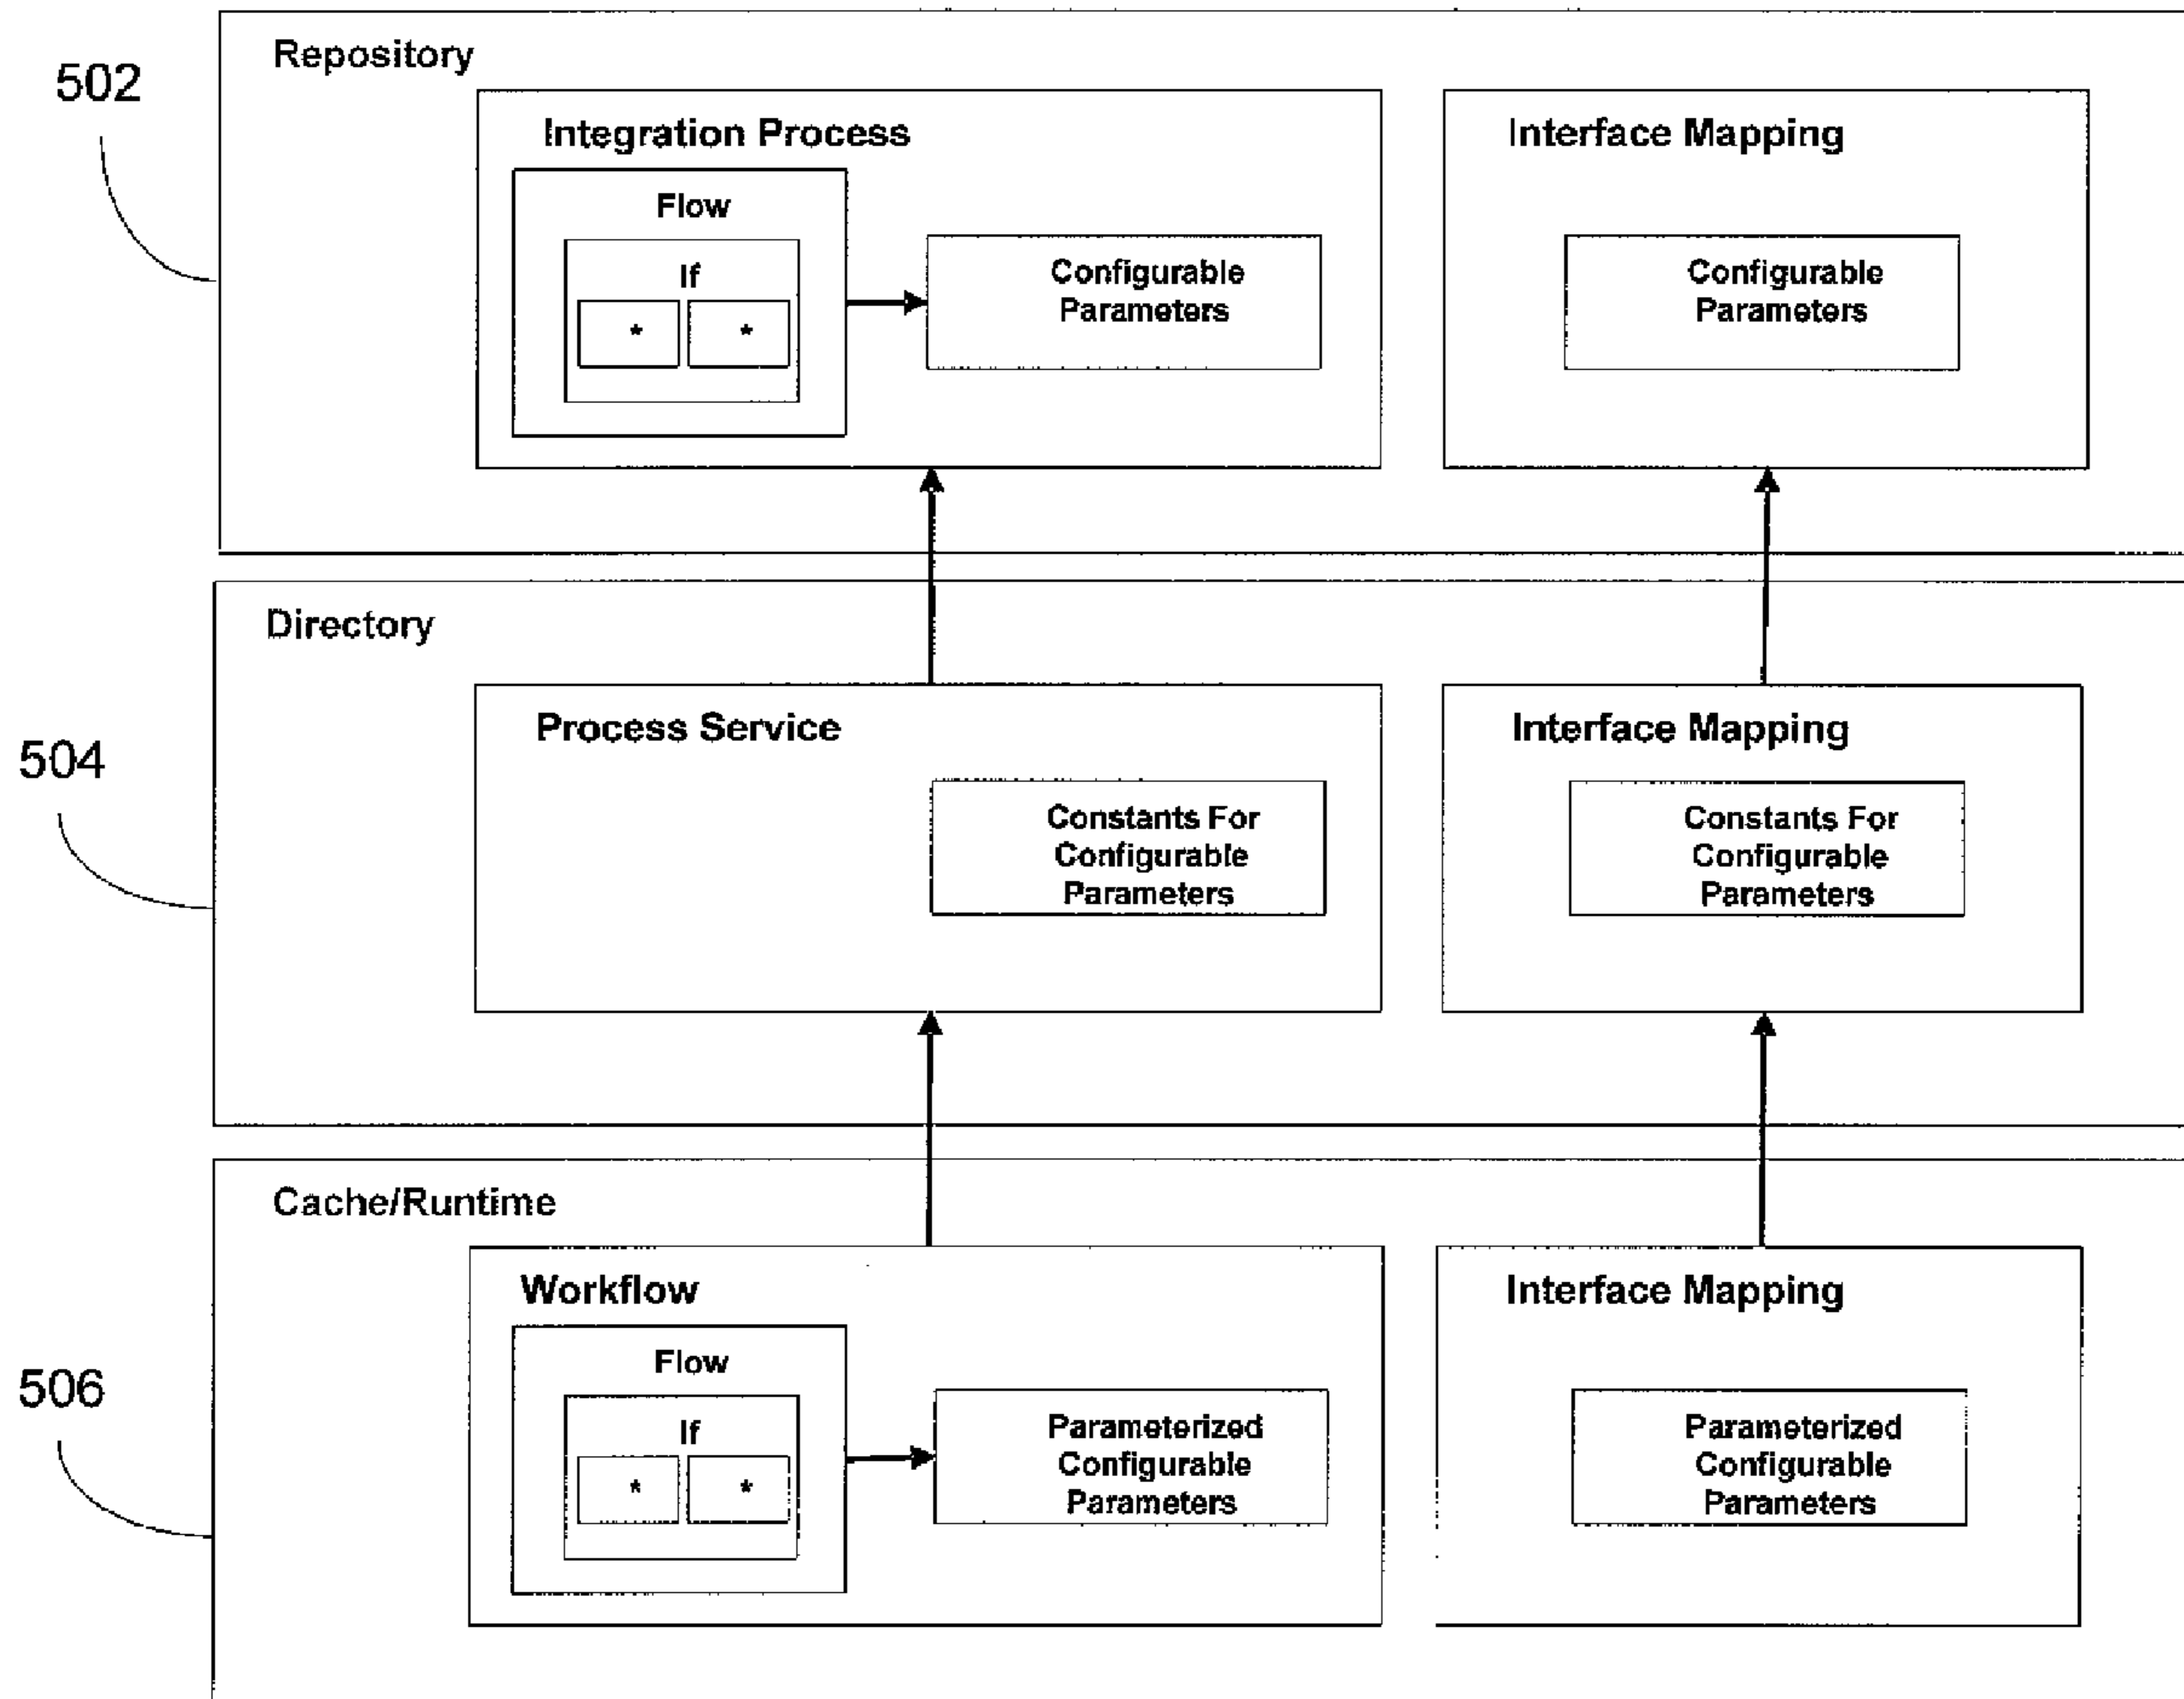 Repository
502
Integration Process
Flow
If
*
*
Configurable
Parameters
Interface Mapping
Configurable
Parameters
Directory
504
Process Service
Constants For
Configurable
Parameters
Interface Mapping
Constants For
Configurable
Parameters
Cache/Runtime
506
Workflow
Flow
If
*
*
Parameterized
Configurable
Parameters
Interface Mapping
Parameterized
Configurable
Parameters